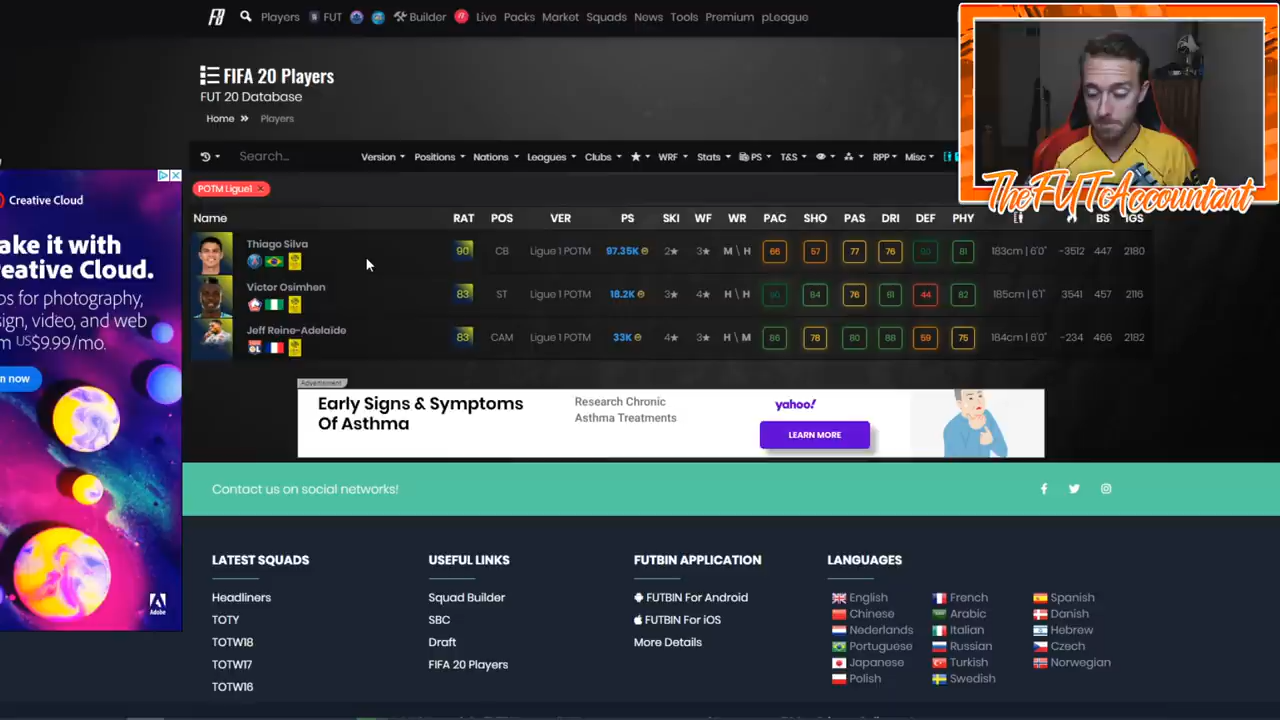 Players FUT Builder Live Packs Market Squads News Tools Premium pLeague
FIFA 20 Players
FUT 20 Database
Home » Players
Search... Version Positions Nations Leagues Clubs WRF Stats PS T&S RPP Misc
TheFUTAccountant
POTM Ligue1 x
Name RAT POS VER PS SKI WF WR PAC SHO PAS DRI DEF PHY BS IGS
Thiago Silva
90 CB Ligue 1 POTM 97.35K 2★ 3★ M \ H 66 57 77 76 90 81 183cm | 6'0" -3512 447 2180
Victor Osimhen
83 ST Ligue 1 POTM 18.2K 3★ 4★ H \ H 90 84 76 81 44 82 185cm | 6'1" 3541 457 2116
Jeff Reine-Adelaide
83 CAM Ligue 1 POTM 33K 4★ 3★ H \ M 86 78 80 88 59 75 184cm | 6'0" -234 466 2182
Creative Cloud
ake it with
reative Cloud.
s for photography,
sign, video, and web
m US$9.99/mo.
n now
Adobe
Advertisement
Early Signs & Symptoms
Of Asthma
Research Chronic
Asthma Treatments
yahoo!
LEARN MORE
Contact us on social networks!
LATEST SQUADS
Headliners
TOTY
TOTW18
TOTW17
TOTW16
USEFUL LINKS
Squad Builder
SBC
Draft
FIFA 20 Players
FUTBIN APPLICATION
FUTBIN For Android
FUTBIN For iOS
More Details
LANGUAGES
English French Spanish
Chinese Arabic Danish
Nederlands Italian Hebrew
Portuguese Russian Czech
Japanese Turkish Norwegian
Polish Swedish